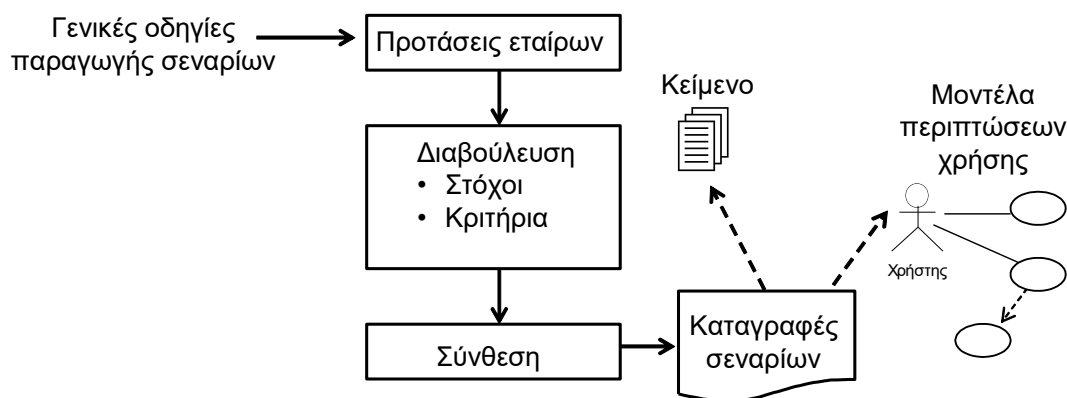 Γενικές οδηγίες
παραγωγής σεναρίων
Προτάσεις εταίρων
Διαβούλευση
• Στόχοι
• Κριτήρια
Σύνθεση
Κείμενο
Καταγραφές
σεναρίων
Μοντέλα
περιπτώσεων
χρήσης
Χρήστης